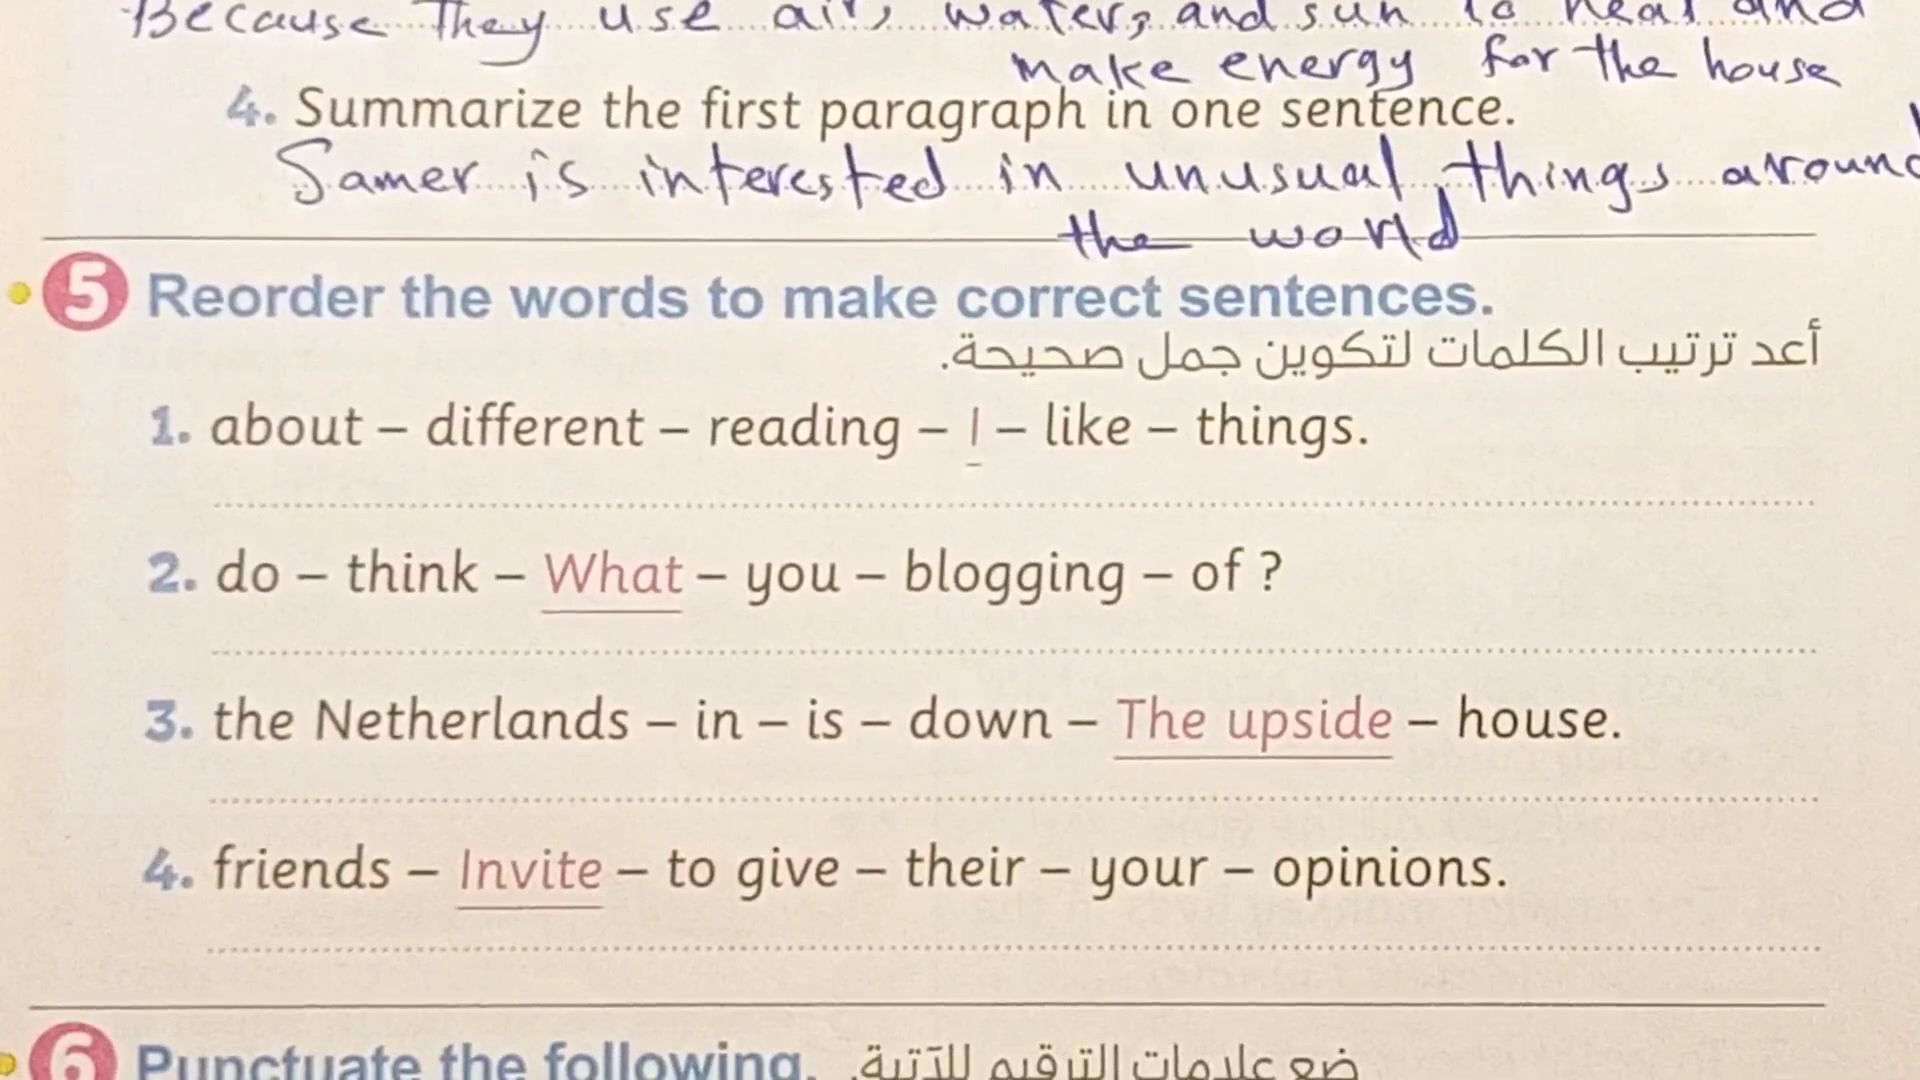 Because they use air, water, and sun to heat and
make energy for the house
4. Summarize the first paragraph in one sentence.
Samer is interested in unusual things around
the world
5 Reorder the words to make correct sentences.
أعد ترتيب الكلمات لتكوين جمل صحيحة.
1. about – different – reading – I – like – things.
2. do – think – What – you – blogging – of ?
3. the Netherlands – in – is – down – The upside – house.
4. friends – Invite – to give – their – your – opinions.
6 Punctuate the following. ضع علامات الترقيم للآتية